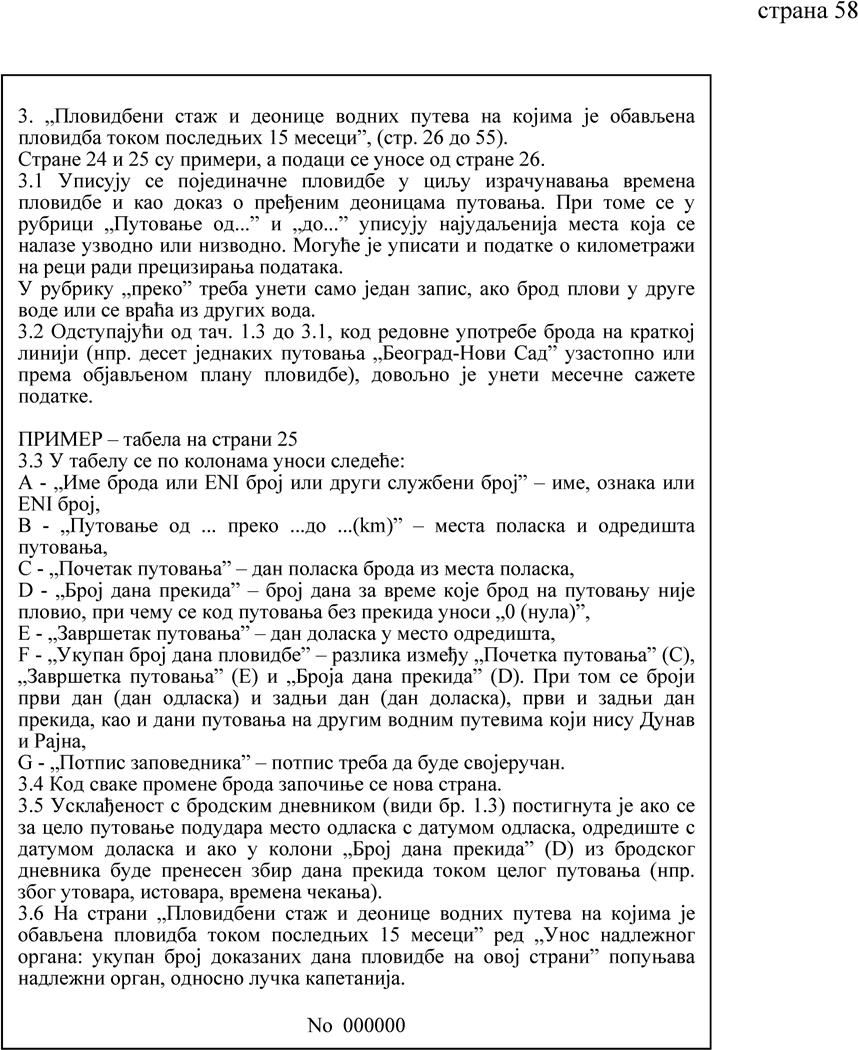 страна 58
3. „Пловидбени стаж и деонице водних путева на којима је обављена
пловидба током последњих 15 месеци”, (стр. 26 до 55).
Стране 24 и 25 су примери, а подаци се уносе од стране 26.
3.1 Уписују се појединачне пловидбе у циљу израчунавања времена
пловидбе и као доказ о пређеним деоницама путовања. При томе се у
рубрици „Путовање од...” и „до...” уписују најудаљенија места која се
налазе узводно или низводно. Могуће је уписати и податке о километражи
на реци ради прецизирања података.
У рубрику „преко” треба унети само један запис, ако брод плови у друге
воде или се враћа из других вода.
3.2 Одступајући од тач. 1.3 до 3.1, код редовне употребе брода на краткој
линији (нпр. десет једнаких путовања „Београд-Нови Сад” узастопно или
према објављеном плану пловидбе), довољно је унети месечне сажете
податке.
ПРИМЕР – табела на страни 25
3.3 У табелу се по колонама уноси следеће:
A - „Име брода или ENI број или други службени број” – име, ознака или
ENI број,
B - „Путовање од ... преко ...до ...(km)” – места поласка и одредишта
путовања,
C - „Почетак путовања” – дан поласка брода из места поласка,
D - „Број дана прекида” – број дана за време које брод на путовању није
пловио, при чему се код путовања без прекида уноси „0 (нула)”,
E - „Завршетак путовања” – дан доласка у место одредишта,
F - „Укупан број дана пловидбе” – разлика између „Почетка путовања” (C),
„Завршетка путовања” (E) и „Броја дана прекида” (D). При том се броји
први дан (дан одласка) и задњи дан (дан доласка), први и задњи дан
прекида, као и дани путовања на другим водним путевима који нису Дунав
и Рајна,
G - „Потпис заповедника” – потпис треба да буде својеручан.
3.4 Код сваке промене брода започиње се нова страна.
3.5 Усклађеност с бродским дневником (види бр. 1.3) постигнута је ако се
за цело путовање подудара место одласка с датумом одласка, одредиште с
датумом доласка и ако у колони „Број дана прекида” (D) из бродског
дневника буде пренесен збир дана прекида током целог путовања (нпр.
због утовара, истовара, времена чекања).
3.6 На страни „Пловидбени стаж и деонице водних путева на којима је
обављена пловидба током последњих 15 месеци” ред „Унос надлежног
органа: укупан број доказаних дана пловидбе на овој страни” попуњава
надлежни орган, односно лучка капетанија.
No 000000